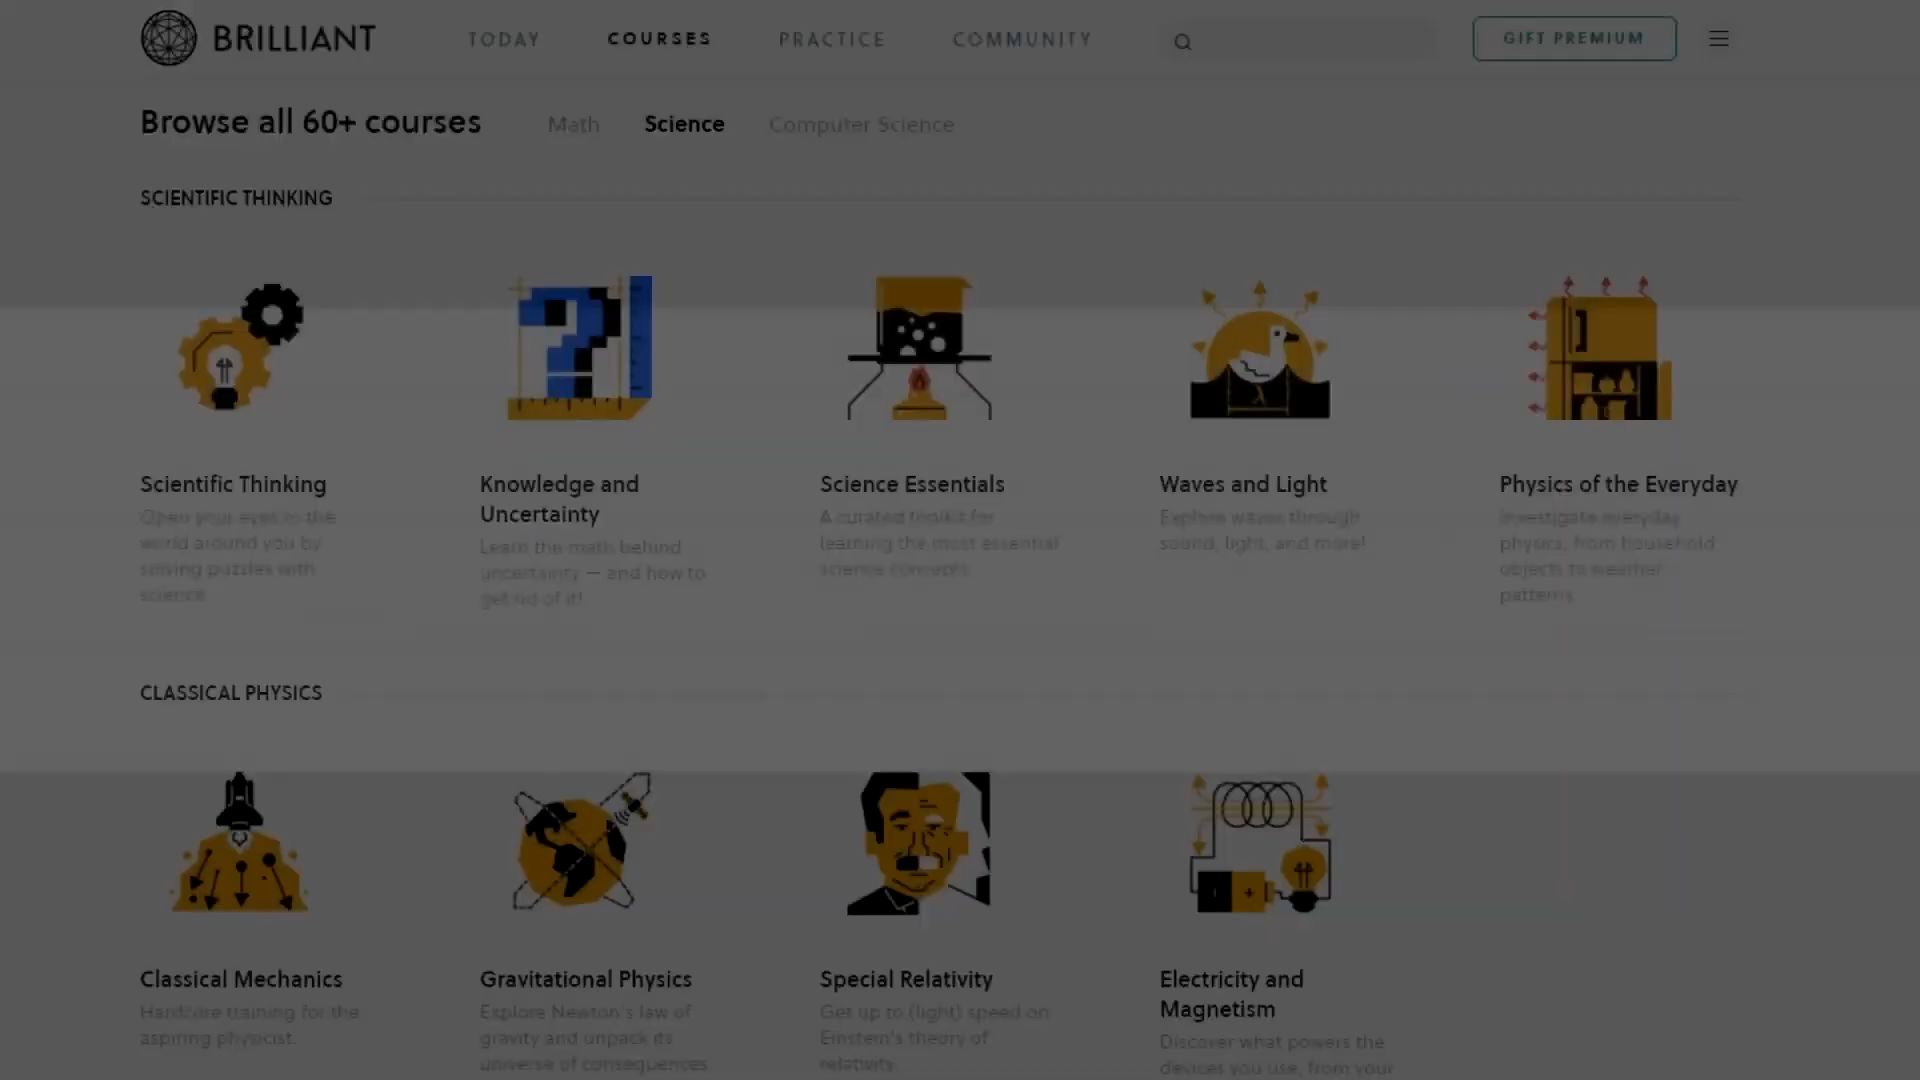 BRILLIANT
TODAY
COURSES
PRACTICE
COMMUNITY
GIFT PREMIUM
Browse all 60+ courses
Math
Science
Computer Science
SCIENTIFIC THINKING
Scientific Thinking
Open your eyes to the
world around you by
solving puzzles with
science.
Knowledge and
Uncertainty
Learn the math behind
uncertainty — and how to
get rid of it!
Science Essentials
A curated toolkit for
learning the most essential
science concepts.
Waves and Light
Explore waves through
sound, light, and more!
Physics of the Everyday
Investigate everyday
physics, from household
objects to weather
patterns.
CLASSICAL PHYSICS
Classical Mechanics
Hardcore training for the
aspiring physicist.
Gravitational Physics
Explore Newton's law of
gravity and unpack its
universe of consequences
Special Relativity
Get up to (light) speed on
Einstein's theory of
relativity.
Electricity and
Magnetism
Discover what powers the
devices you use, from your